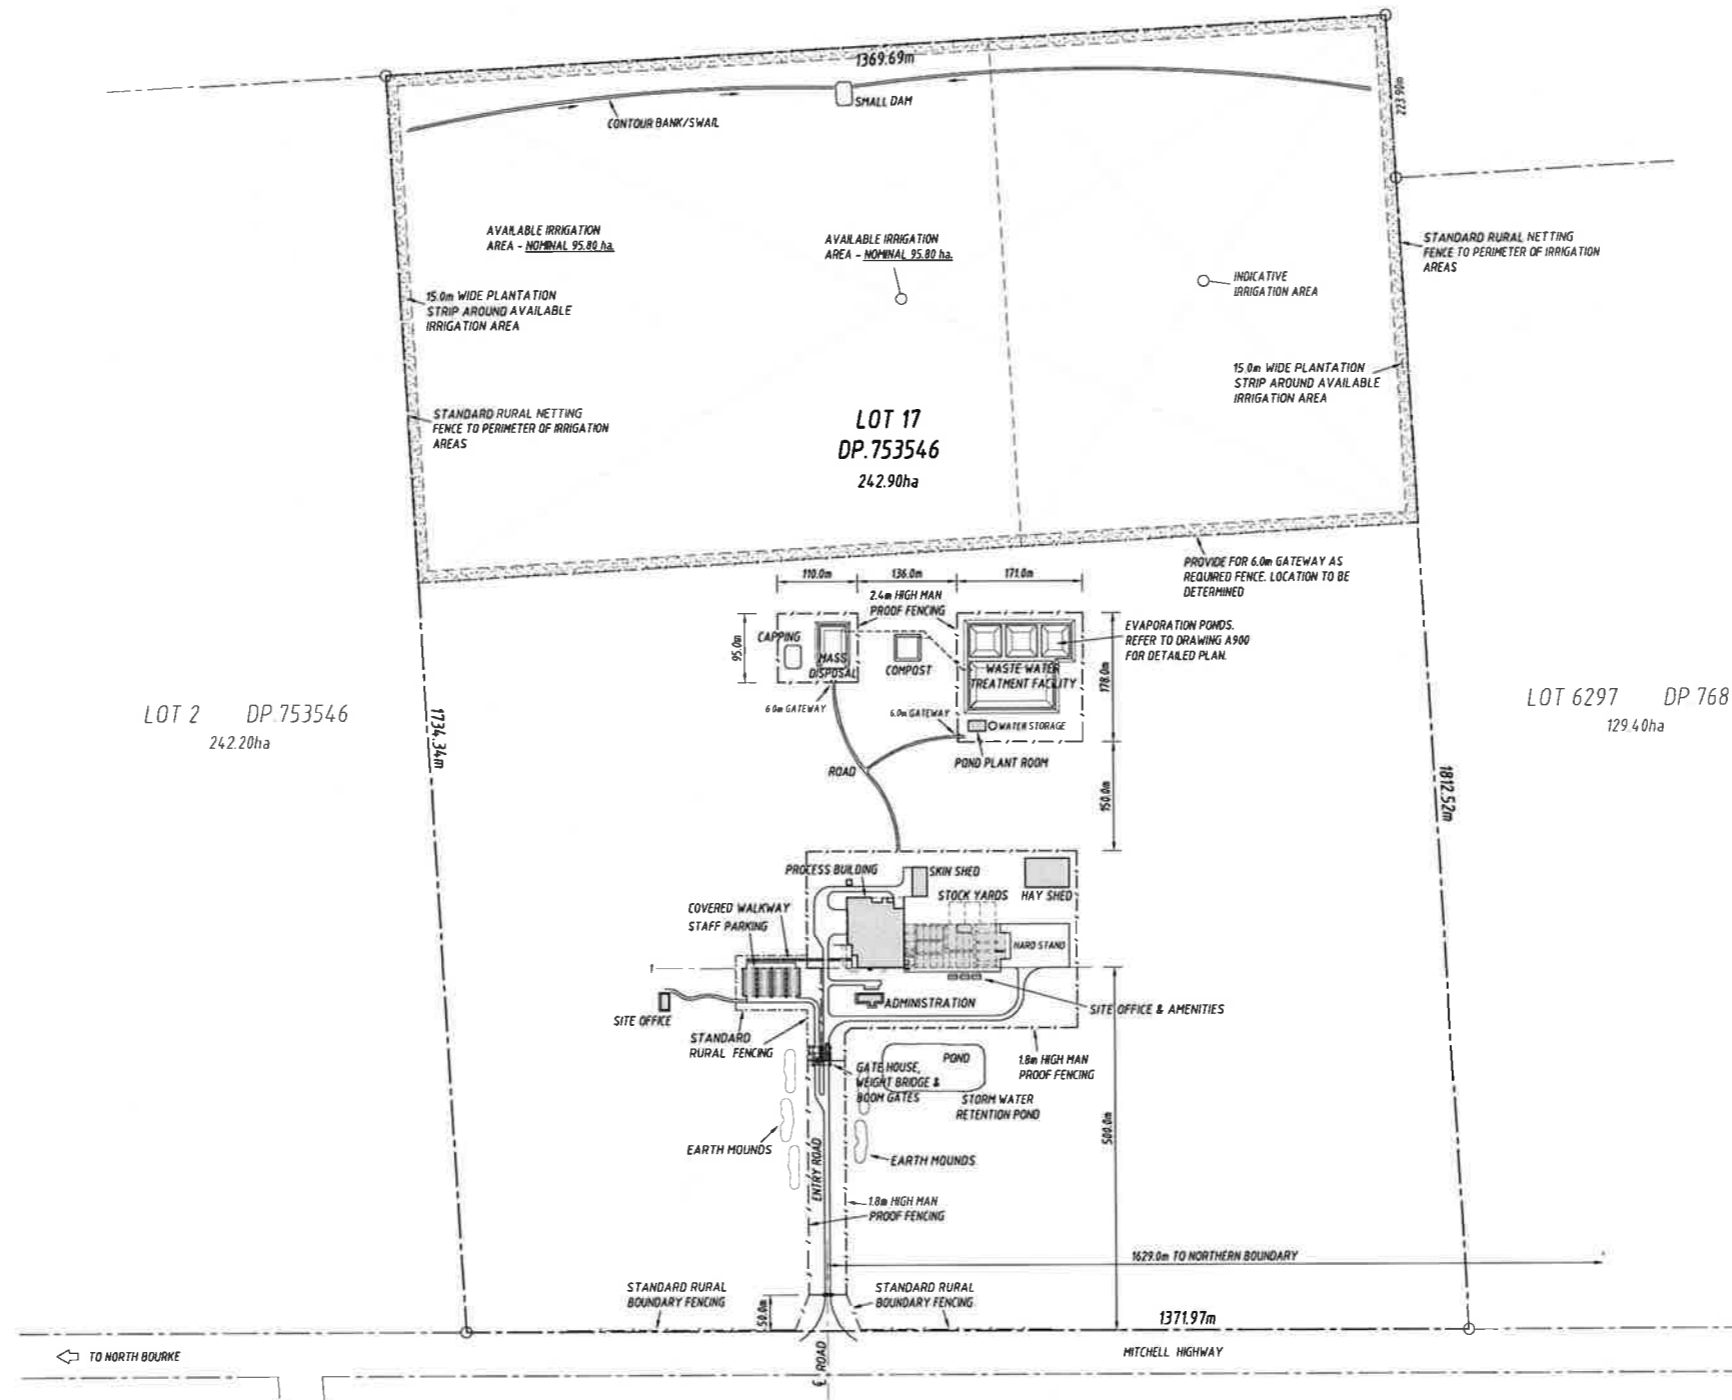 1369.69m
SMALL DAM
CONTOUR BANK/SWAIL
223.90m
AVAILABLE IRRIGATION
AREA - NOMINAL 95.80 ha.
AVAILABLE IRRIGATION
AREA - NOMINAL 95.80 ha.
STANDARD RURAL NETTING
FENCE TO PERIMETER OF IRRIGATION
AREAS
INDICATIVE
IRRIGATION AREA
15.0m WIDE PLANTATION
STRIP AROUND AVAILABLE
IRRIGATION AREA
15.0m WIDE PLANTATION
STRIP AROUND AVAILABLE
IRRIGATION AREA
STANDARD RURAL NETTING
FENCE TO PERIMETER OF IRRIGATION
AREAS
LOT 17
DP.753546
242.90ha
PROVIDE FOR 6.0m GATEWAY AS
REQUIRED FENCE. LOCATION TO BE
DETERMINED
110.0m
136.0m
171.0m
2.4m HIGH MAN
PROOF FENCING
95.0m
CAPPING
MASS
DISPOSAL
COMPOST
WASTE WATER
TREATMENT FACILITY
EVAPORATION PONDS.
REFER TO DRAWING A900
FOR DETAILED PLAN.
178.0m
6.0m GATEWAY
6.0m GATEWAY
WATER STORAGE
POND PLANT ROOM
ROAD
150.0m
LOT 2 DP.753546
242.20ha
1734.34m
LOT 6297 DP 768
129.40ha
1812.52m
PROCESS BUILDING
SKIN SHED
STOCK YARDS
HAY SHED
COVERED WALKWAY
STAFF PARKING
HARD STAND
1
ADMINISTRATION
SITE OFFICE & AMENITIES
SITE OFFICE
STANDARD
RURAL FENCING
GATE HOUSE,
WEIGHT BRIDGE &
BOOM GATES
POND
STORM WATER
RETENTION POND
1.8m HIGH MAN
PROOF FENCING
500.0m
EARTH MOUNDS
EARTH MOUNDS
ENTRY ROAD
1.8m HIGH MAN
PROOF FENCING
1629.0m TO NORTHERN BOUNDARY
STANDARD RURAL
BOUNDARY FENCING
50.0m
STANDARD RURAL
BOUNDARY FENCING
1371.97m
TO NORTH BOURKE
℄ ROAD
MITCHELL HIGHWAY